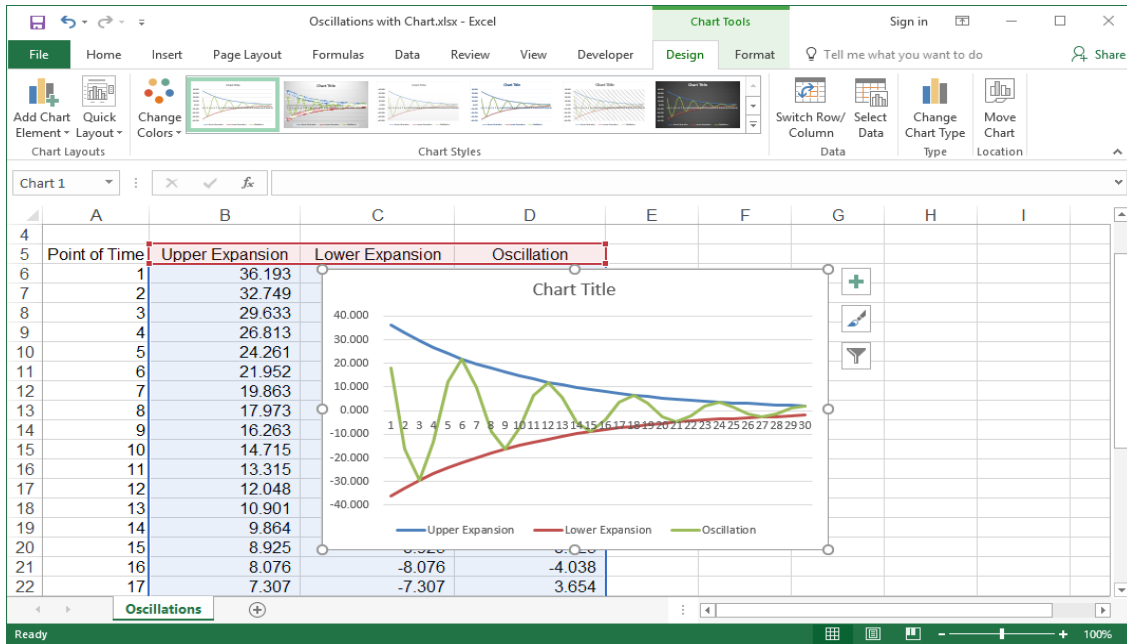 Oscillations with Chart.xlsx - Excel
Chart Tools
Sign in
File Home Insert Page Layout Formulas Data Review View Developer Design Format Tell me what you want to do Share
Add Chart Element Quick Layout Change Colors Switch Row/ Column Select Data Change Chart Type Move Chart
Chart Layouts Chart Styles Data Type Location
Chart 1 fx
A B C D E F G H I
4
5 Point of Time Upper Expansion Lower Expansion Oscillation
6 1 36.193
7 2 32.749
8 3 29.633
9 4 26.813
10 5 24.261
11 6 21.952
12 7 19.863
13 8 17.973
14 9 16.263
15 10 14.715
16 11 13.315
17 12 12.048
18 13 10.901
19 14 9.864
20 15 8.925
21 16 8.076 -8.076 -4.038
22 17 7.307 -7.307 3.654
Chart Title
40.000
30.000
20.000
10.000
0.000
-10.000
-20.000
-30.000
-40.000
1 2 3 4 5 6 7 8 9 10 11 12 13 14 15 16 17 18 19 20 21 22 23 24 25 26 27 28 29 30
Upper Expansion Lower Expansion Oscillation
Oscillations
Ready
100%